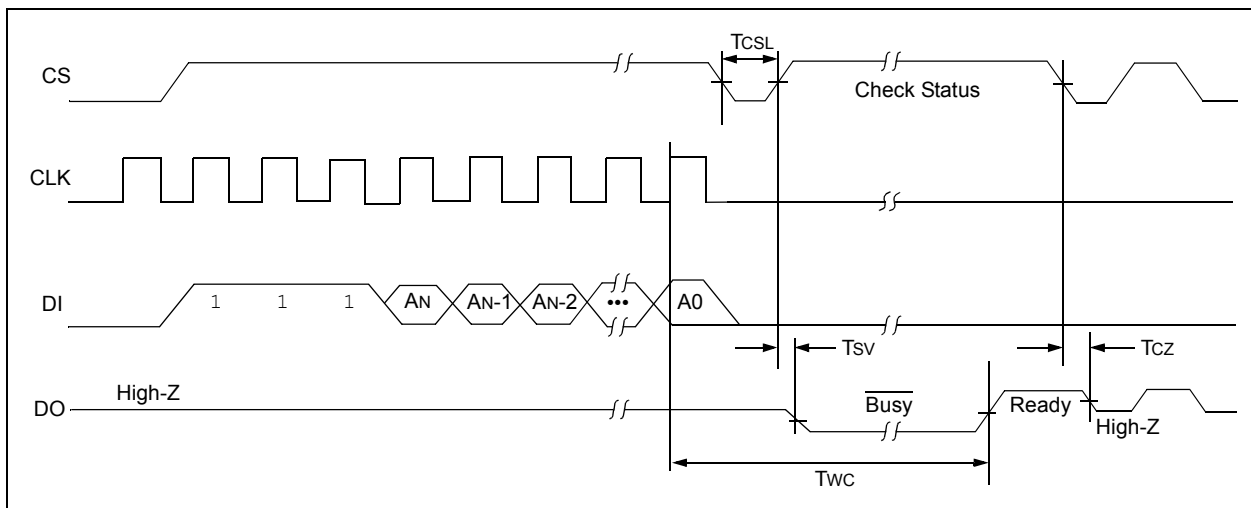 TCSL
CS
Check Status
CLK
DI 1 1 1 AN AN-1 AN-2 ••• A0
TSV TCZ
High-Z
DO Busy Ready High-Z
TWC